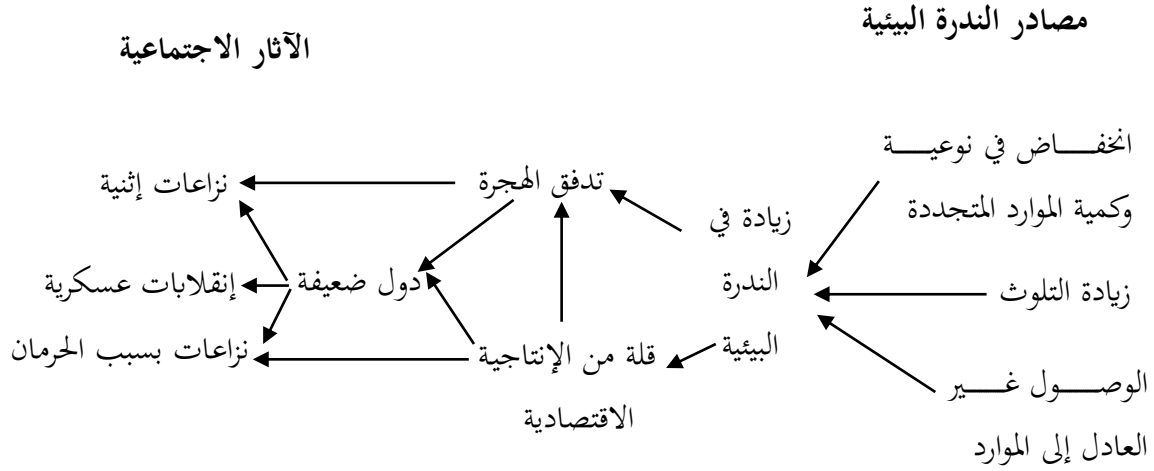 مصادر الندرة البيئية
الآثار الاجتماعية
انخفاض في نوعية
وكمية الموارد المتجددة
زيادة التلوث
الوصول غير
العادل إلى الموارد
زيادة في
الندرة
البيئية
تدفق الهجرة
قلة من الإنتاجية
الاقتصادية
دول ضعيفة
نزاعات إثنية
إنقلابات عسكرية
نزاعات بسبب الحرمان